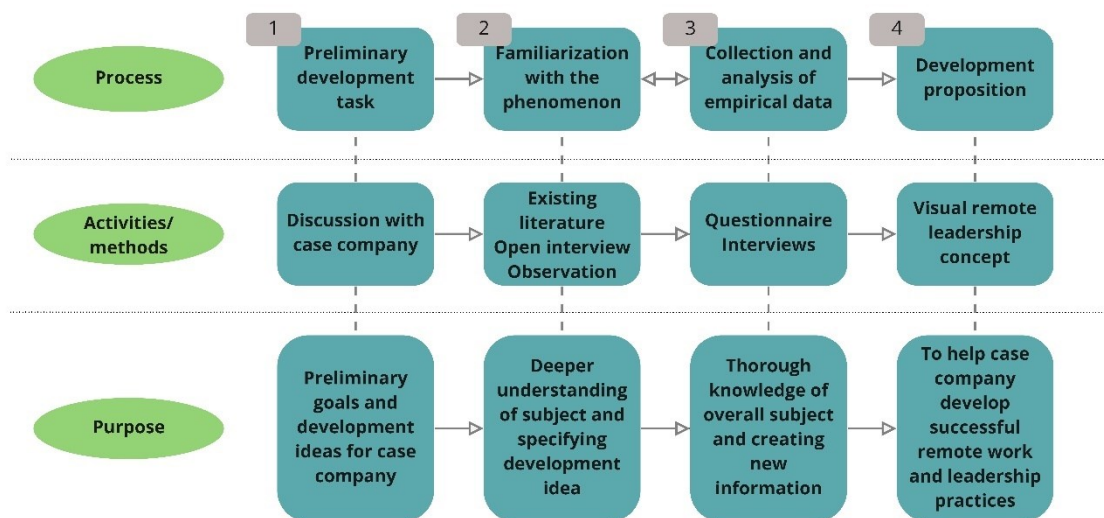 1
2
3
4
Process
Preliminary
development
task
Familiarization
with the
phenomenon
Collection and
analysis of
empirical data
Development
proposition
Activities/
methods
Discussion with
case company
Existing
literature
Open interview
Observation
Questionnaire
Interviews
Visual remote
leadership
concept
Purpose
Preliminary
goals and
development
ideas for case
company
Deeper
understanding
of subject and
specifying
development
idea
Thorough
knowledge of
overall subject
and creating
new
information
To help case
company
develop
successful
remote work
and leadership
practices